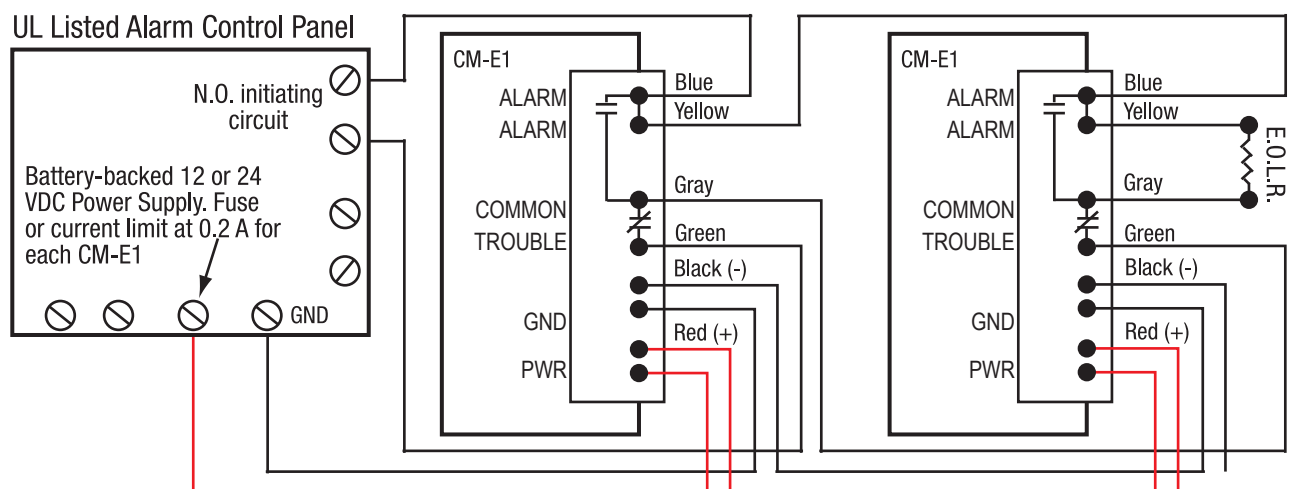 UL Listed Alarm Control Panel
N.O. initiating
circuit
Battery-backed 12 or 24
VDC Power Supply. Fuse
or current limit at 0.2 A for
each CM-E1
GND
CM-E1
ALARM
ALARM
COMMON
TROUBLE
GND
PWR
Blue
Yellow
Gray
Green
Black (-)
Red (+)
CM-E1
ALARM
ALARM
COMMON
TROUBLE
GND
PWR
Blue
Yellow
Gray
Green
Black (-)
Red (+)
E.O.L.R.